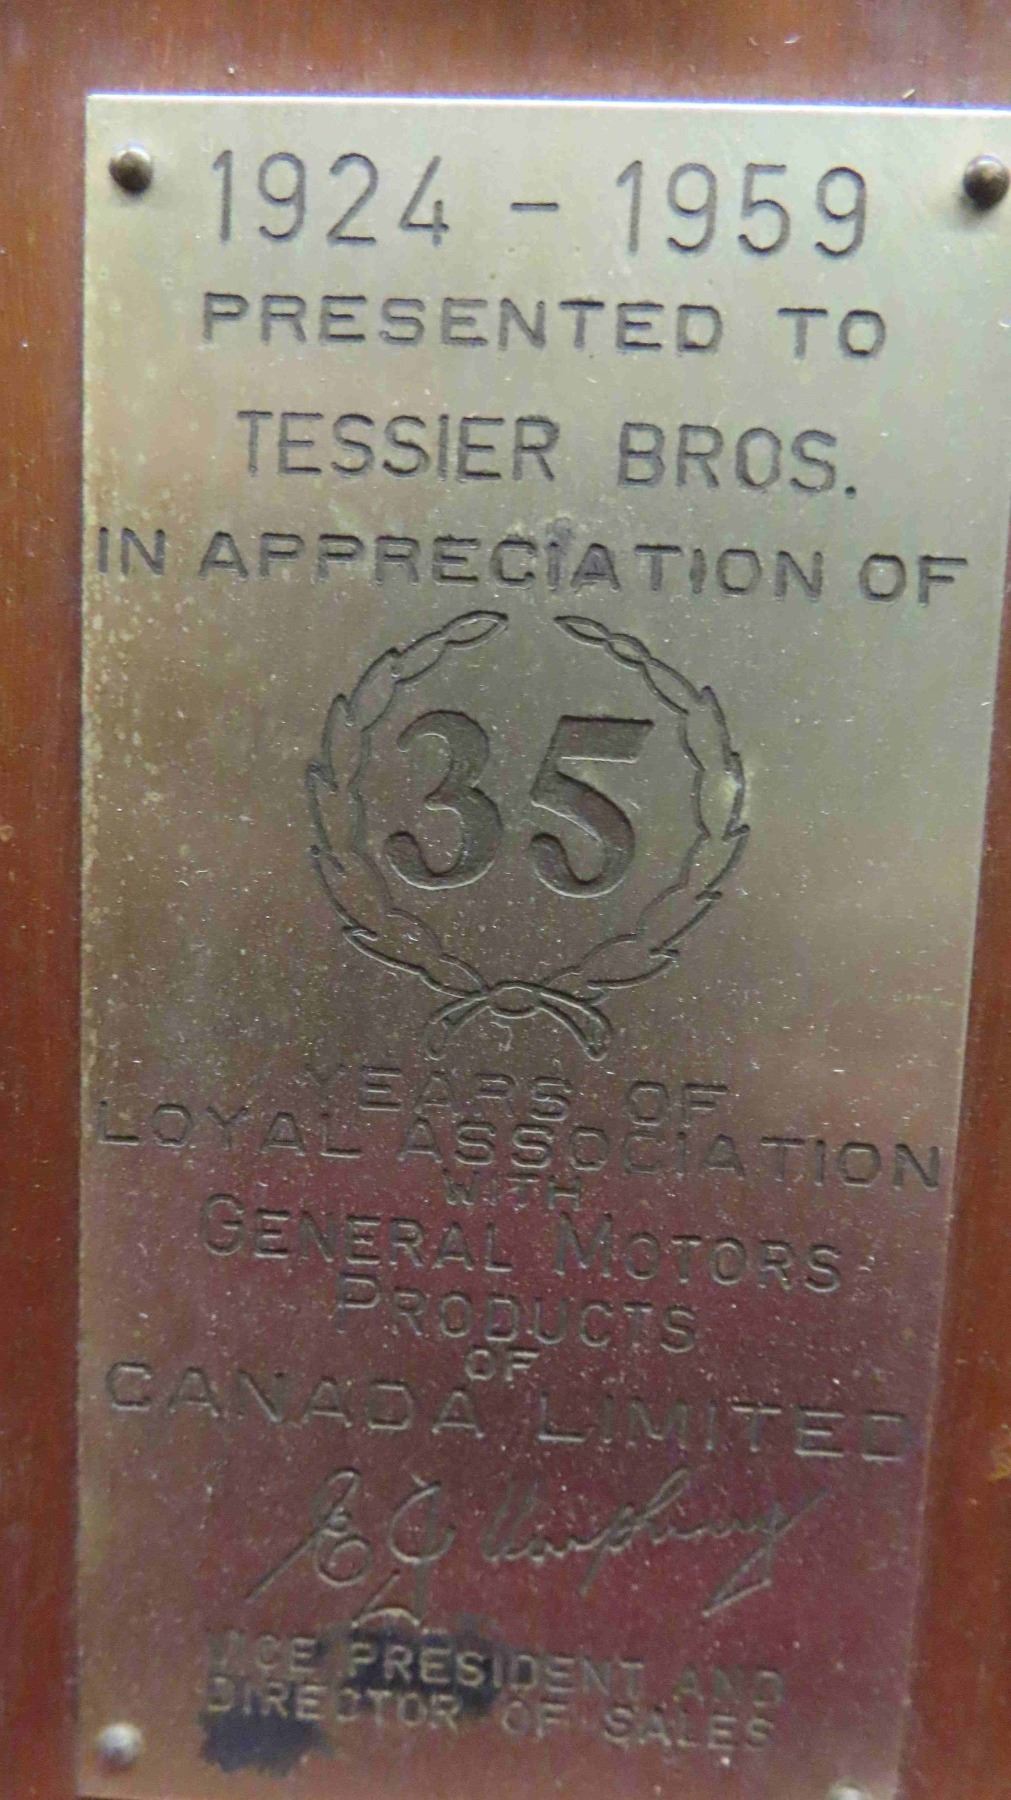 1924 - 1959
PRESENTED TO
TESSIER BROS.
IN APPRECIATION OF
35
YEARS OF
LOYAL ASSOCIATION
WITH
GENERAL MOTORS
PRODUCTS
OF
CANADA LIMITED
VICE PRESIDENT AND
DIRECTOR OF SALES